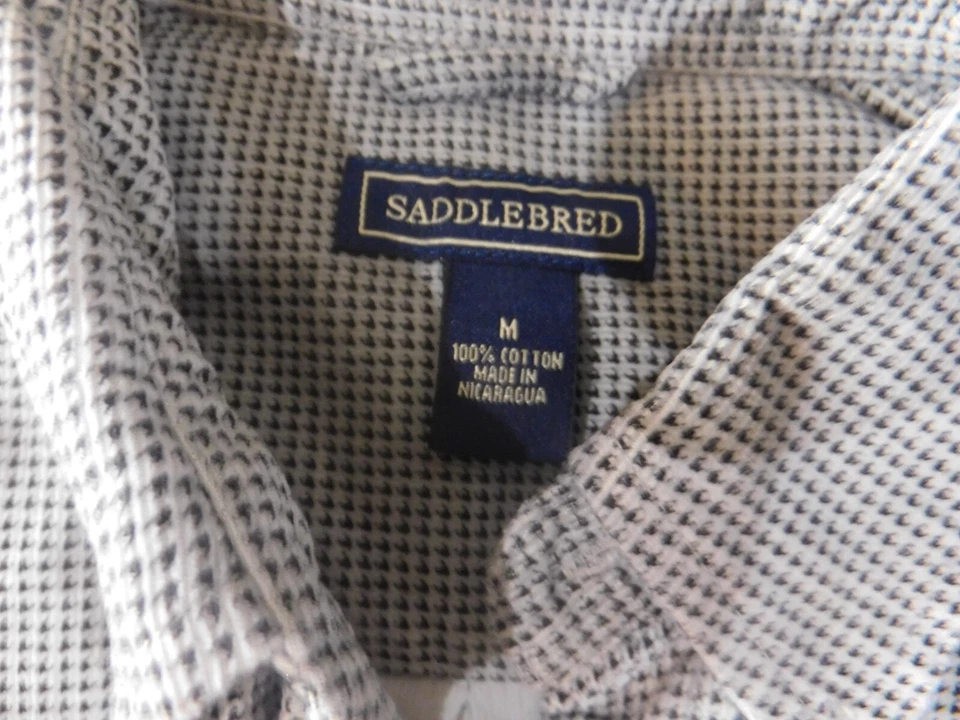 SADDLEBRED
M
100% COTTON
MADE IN
NICARAGUA